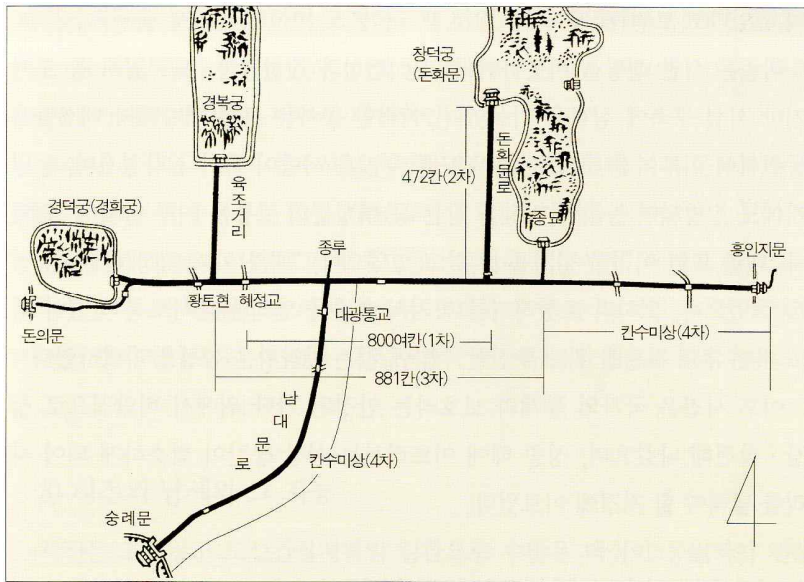 창덕궁
(돈화문)
경복궁
돈화문로
472칸(2차)
육조거리
종묘
경덕궁(경희궁)
종루
흥인지문
황토현
혜정교
대광통교
돈의문
800여칸(1차)
칸수미상(4차)
881칸(3차)
남대문로
칸수미상(4차)
숭례문